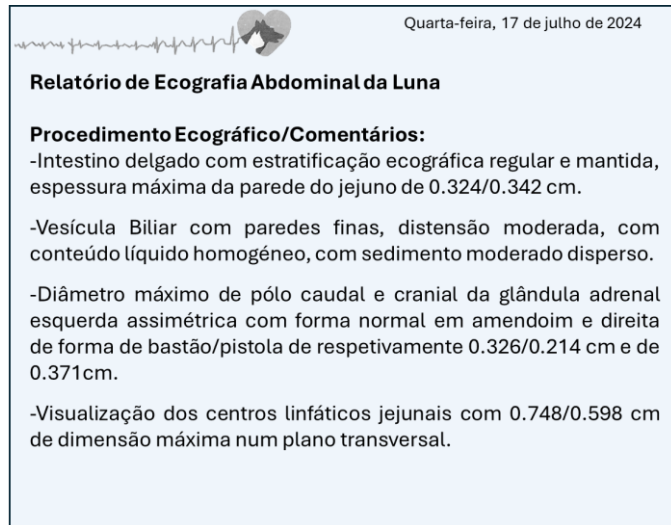 Quarta-feira, 17 de julho de 2024
Relatório de Ecografia Abdominal da Luna
Procedimento Ecográfico/Comentários:
-Intestino delgado com estratificação ecográfica regular e mantida,
espessura máxima da parede do jejuno de 0.324/0.342 cm.
-Vesícula Biliar com paredes finas, distensão moderada, com
conteúdo líquido homogéneo, com sedimento moderado disperso.
-Diâmetro máximo de pólo caudal e cranial da glândula adrenal
esquerda assimétrica com forma normal em amendoim e direita
de forma de bastão/pistola de respetivamente 0.326/0.214 cm e de
0.371cm.
-Visualização dos centros linfáticos jejunais com 0.748/0.598 cm
de dimensão máxima num plano transversal.